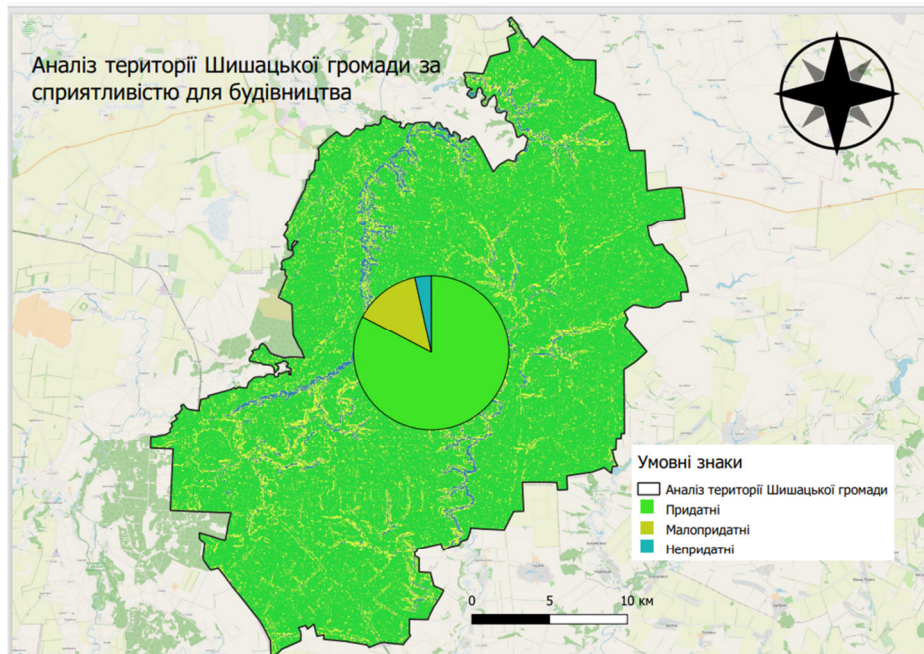 Аналіз території Шишацької громади за
сприятливістю для будівництва
Умовні знаки
Аналіз території Шишацької громади
Придатні
Малопридатні
Непридатні
0 5 10 км